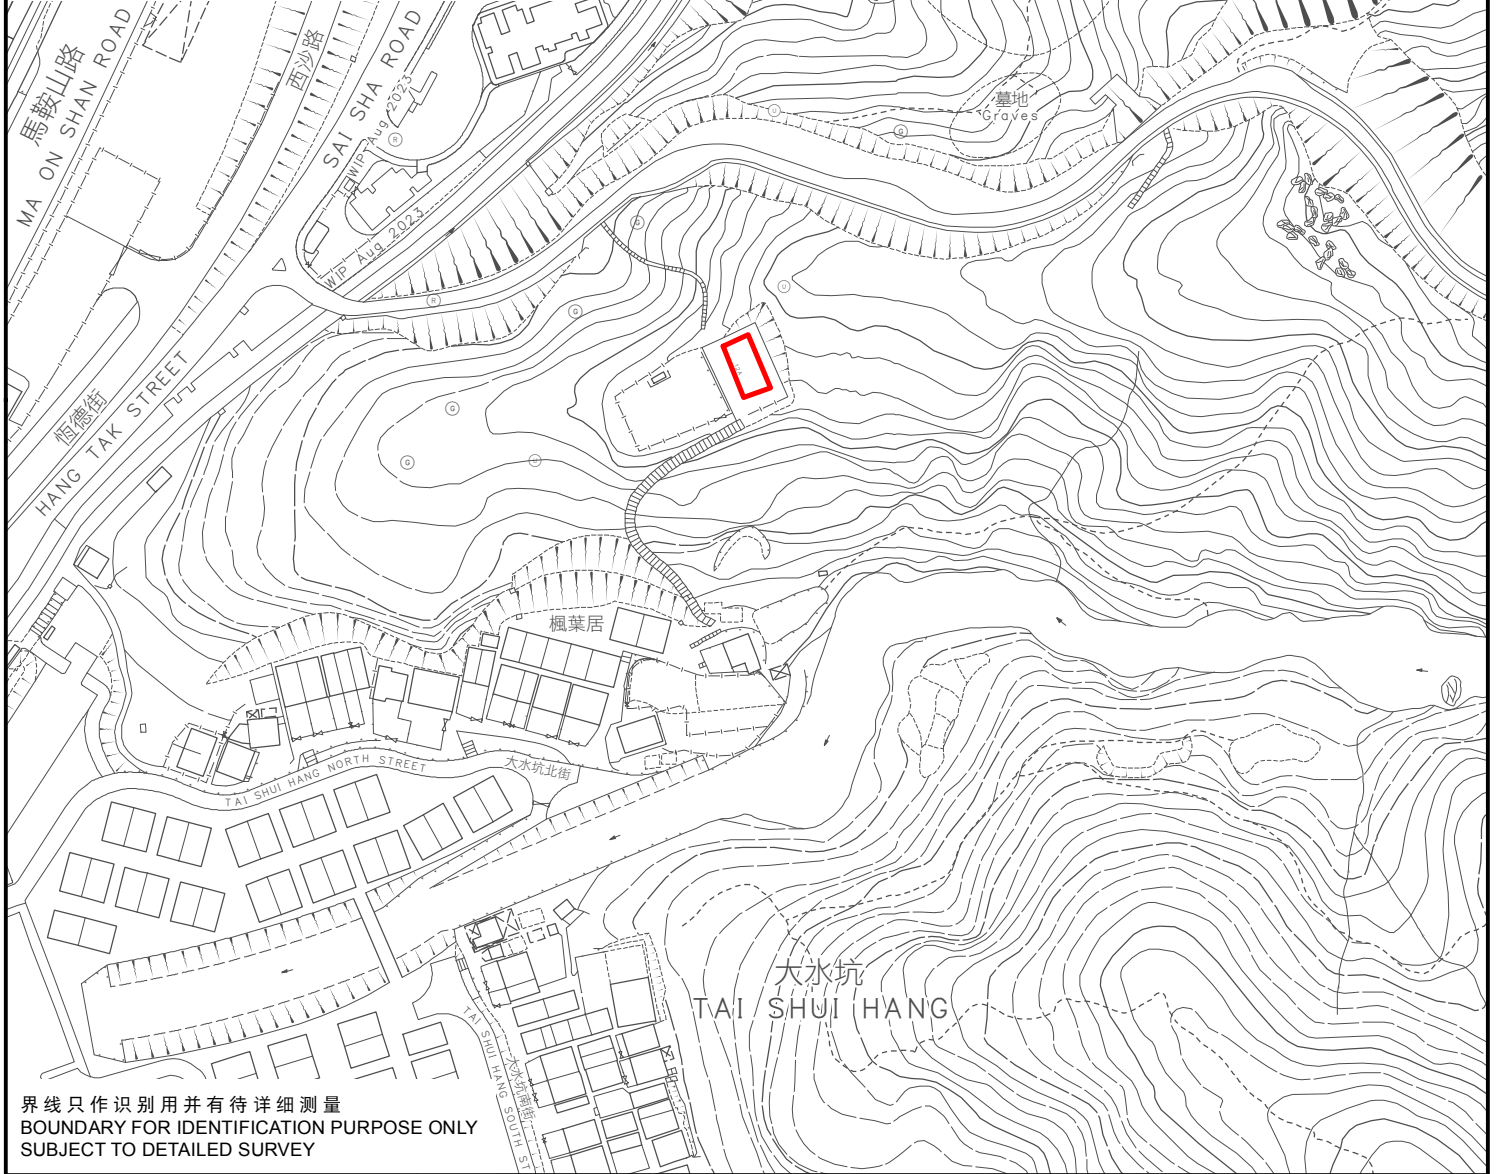 馬鞍山路
MA ON SHAN ROAD
西沙路
SAI SHA ROAD
WIP Aug 2023
WIP Aug 2023
墓地
Graves
恆德街
HANG TAK STREET
楓葉居
大水坑北街
TAI SHUI HANG NORTH STREET
大水坑
TAI SHUI HANG
大水坑南街
TAI SHUI HANG SOUTH ST
R
R
U
G
G
G
U
G
G
U
界线只作识别用并有待详细测量
BOUNDARY FOR IDENTIFICATION PURPOSE ONLY
SUBJECT TO DETAILED SURVEY